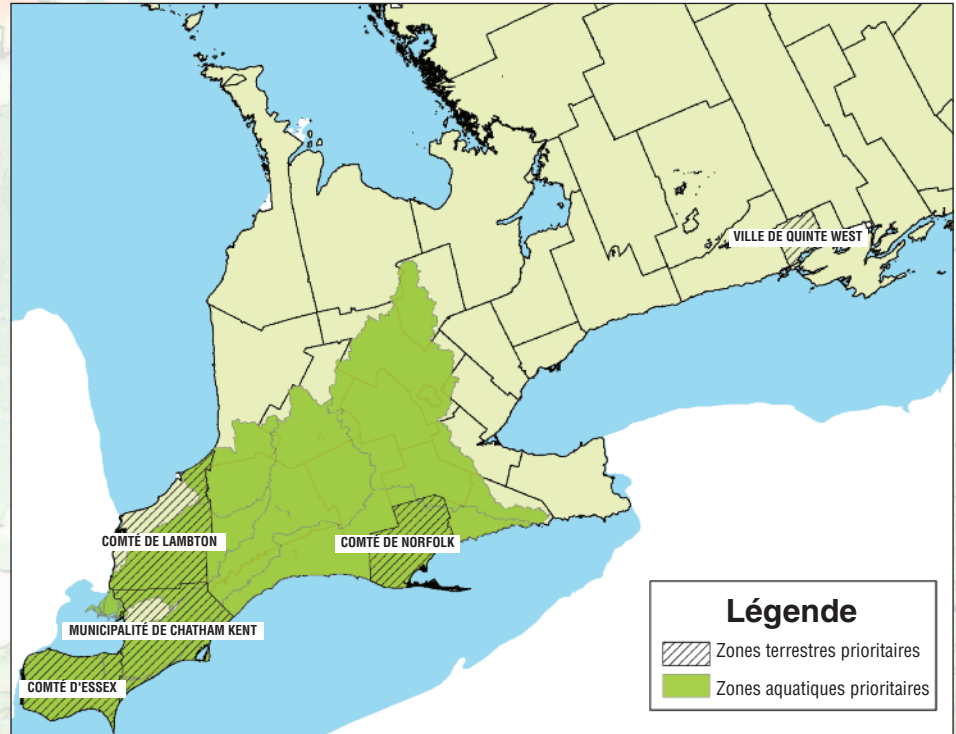 VILLE DE QUINTE WEST
COMTÉ DE LAMBTON
COMTÉ DE NORFOLK
MUNICIPALITÉ DE CHATHAM KENT
COMTÉ D'ESSEX
Légende
Zones terrestres prioritaires
Zones aquatiques prioritaires